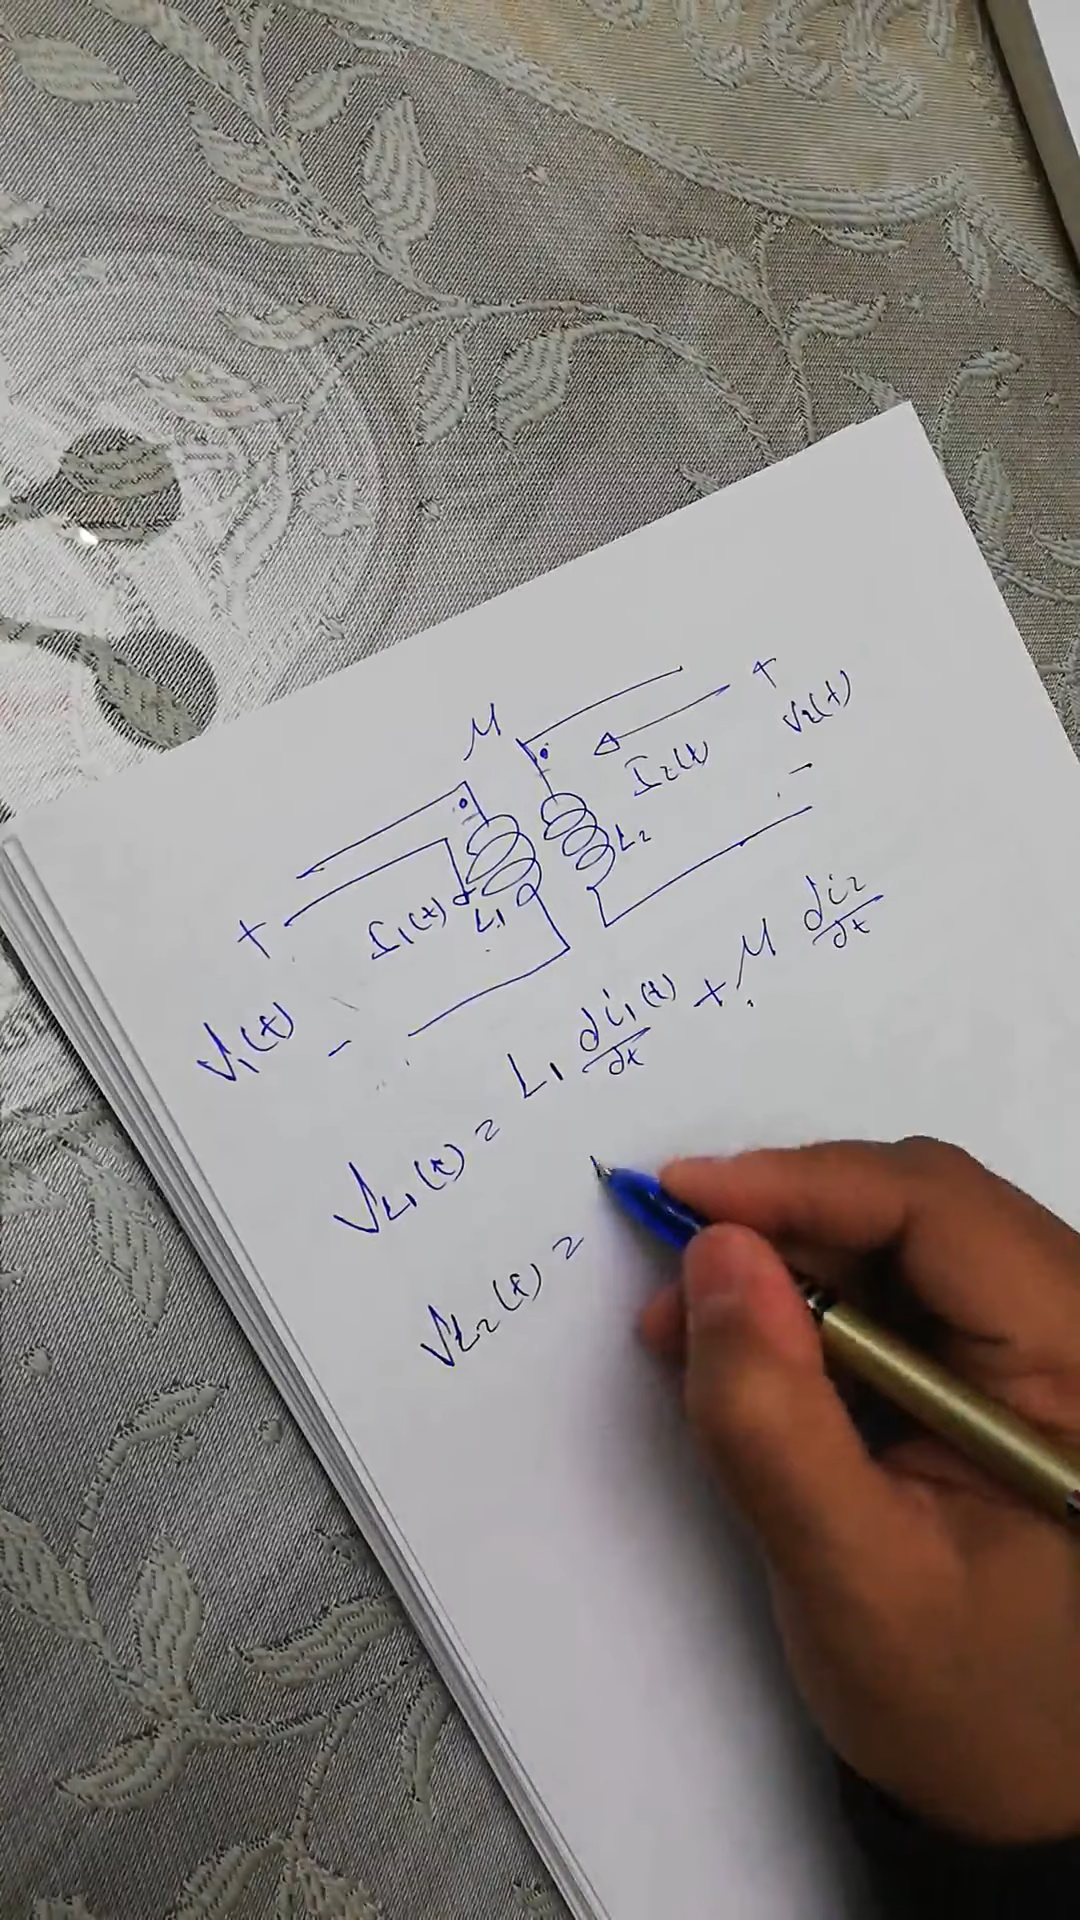 M
+ V2(t) -
I2(t)
L2
+ V1(t) -
I1(t)
L1
VL1(t) = L1 di1(t)/dt + M di2/dt
VL2(t) =